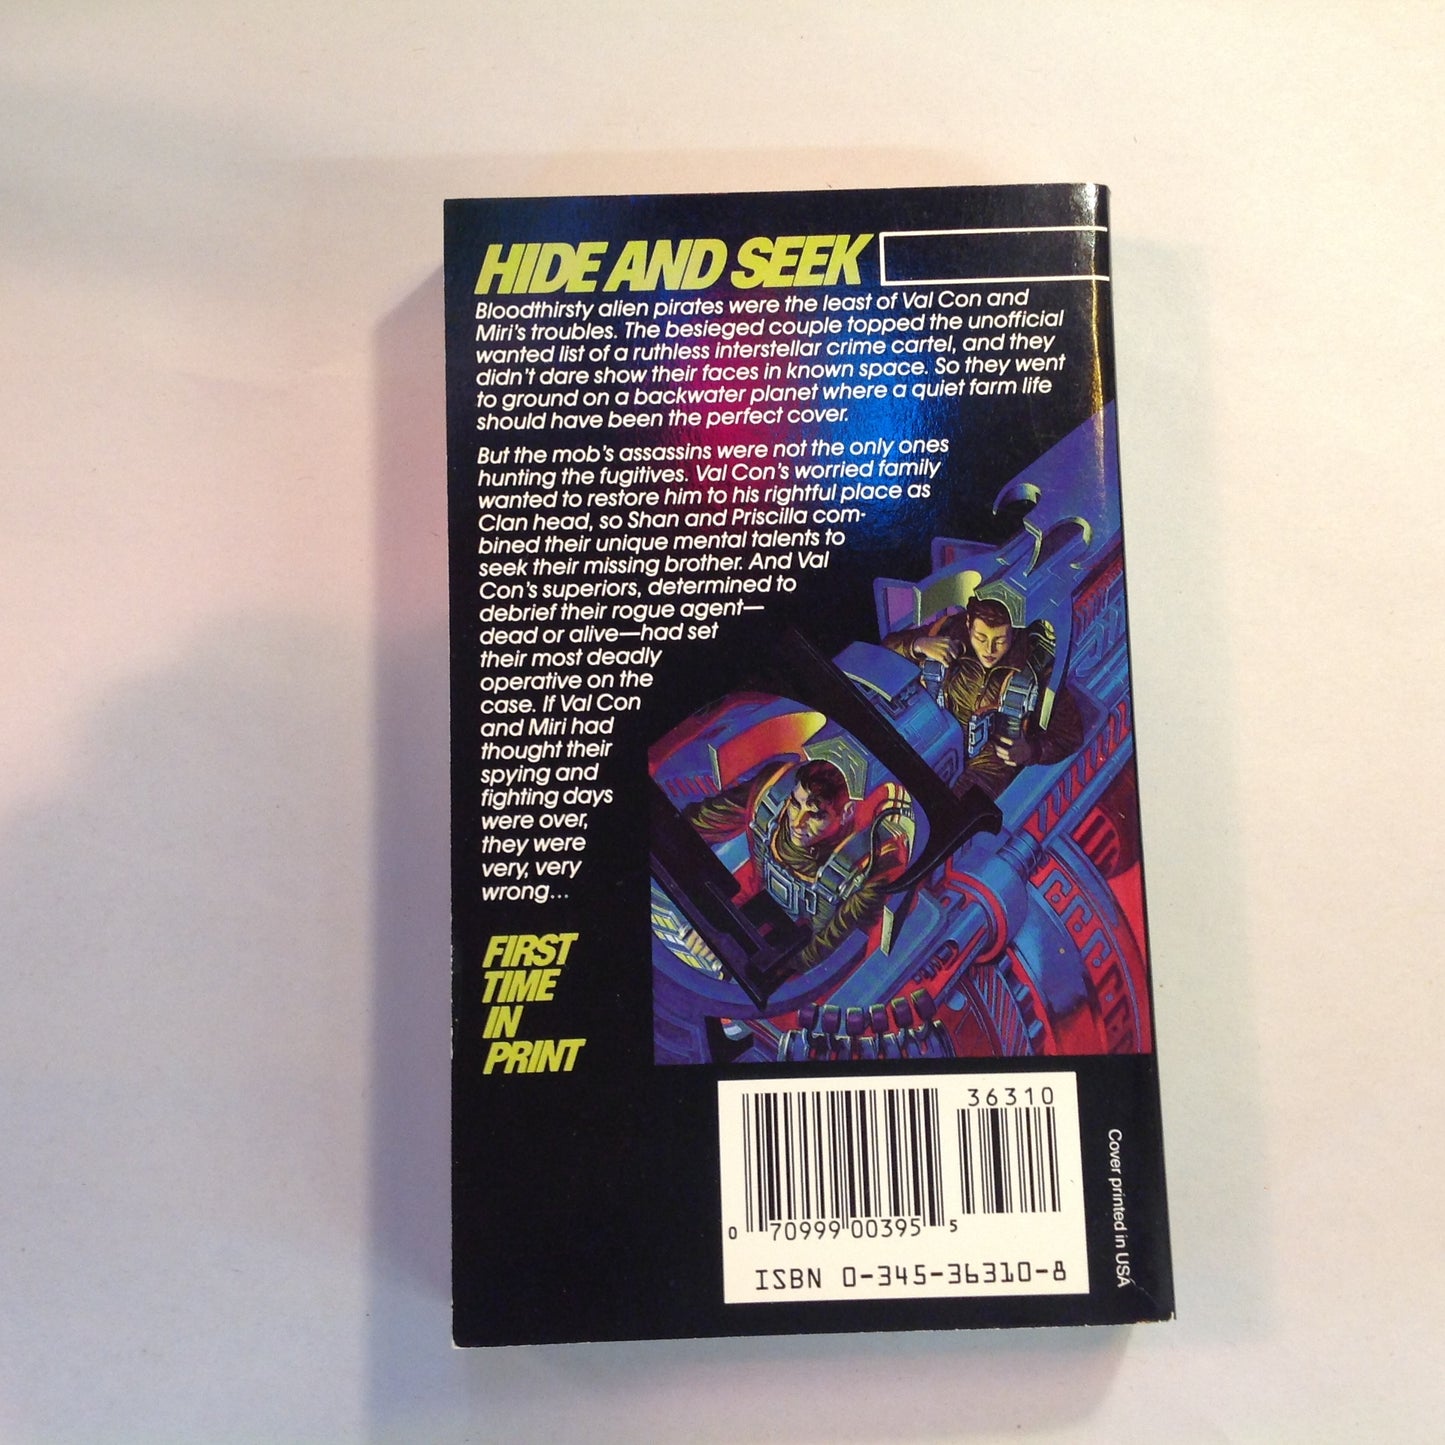 HIDE AND SEEK
Bloodthirsty alien pirates were the least of Val Con and
Miri's troubles. The besieged couple topped the unofficial
wanted list of a ruthless interstellar crime cartel, and they
didn't dare show their faces in known space. So they went
to ground on a backwater planet where a quiet farm life
should have been the perfect cover.
But the mob's assassins were not the only ones
hunting the fugitives. Val Con's worried family
wanted to restore him to his rightful place as
Clan head, so Shan and Priscilla com-
bined their unique mental talents to
seek their missing brother. And Val
Con's superiors, determined to
debrief their rogue agent—
dead or alive—had set
their most deadly
operative on the
case. If Val Con
and Miri had
thought their
spying and
fighting days
were over,
they were
very, very
wrong...
FIRST
TIME
IN
PRINT
36310
0 70999 00395 5
ISBN 0-345-36310-8
Cover printed in USA